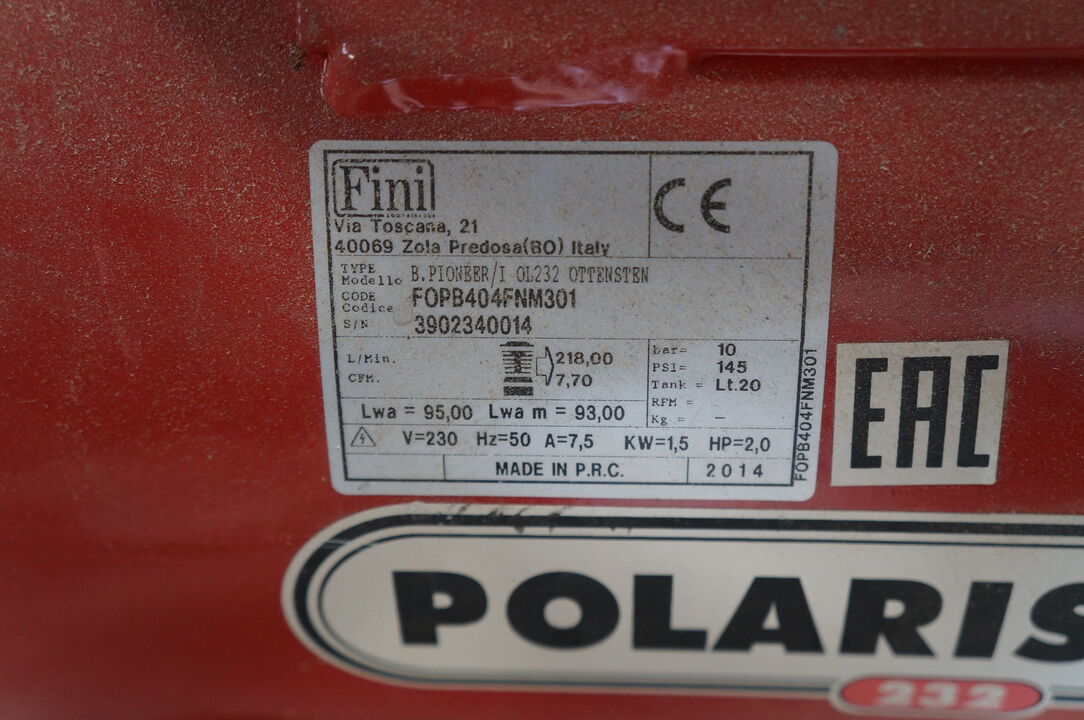 Fini
CE
Via Toscana, 21
40069 Zola Predosa(BO) Italy
TYPE
Modello B.PIONEER/I OL232 OTTENSTEN
CODE
Codice FOPB404FNM301
S/N 3902340014
L/Min. 218,00
CFM. 7,70
bar= 10
PSI= 145
Tank = Lt.20
RPM =
Kg = –
Lwa = 95,00 Lwa m = 93,00
V=230 Hz=50 A=7,5 KW=1,5 HP=2,0
MADE IN P.R.C. 2014
FOPB404FNM301
EAC
POLARIS
232